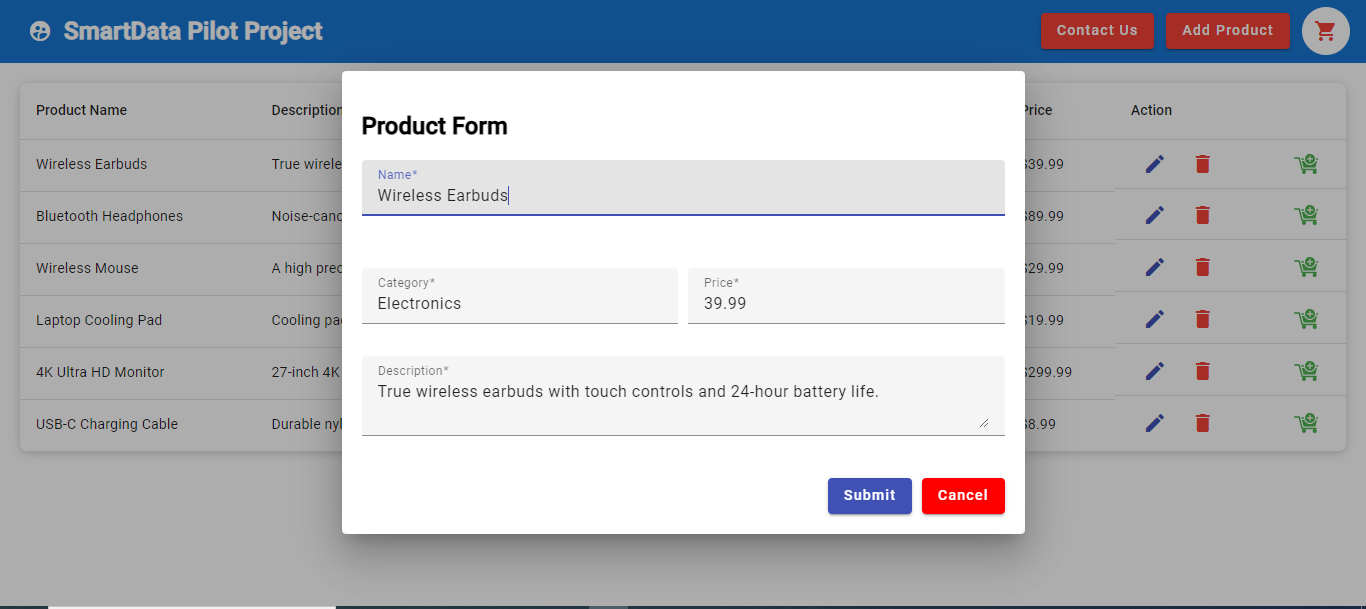 SmartData Pilot Project
Contact Us
Add Product
Product Name
Description
Price
Action
Wireless Earbuds
True wirele
$39.99
Bluetooth Headphones
Noise-canc
$89.99
Wireless Mouse
A high prec
$29.99
Laptop Cooling Pad
Cooling pa
$19.99
4K Ultra HD Monitor
27-inch 4K
$299.99
USB-C Charging Cable
Durable nyl
$8.99
Product Form
Name*
Wireless Earbuds
Category*
Electronics
Price*
39.99
Description*
True wireless earbuds with touch controls and 24-hour battery life.
Submit
Cancel